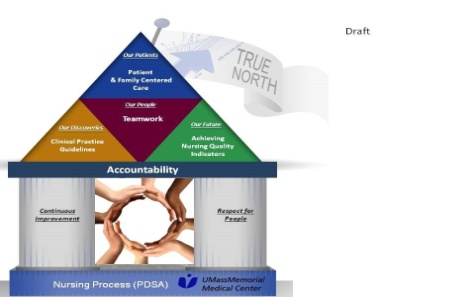 Draft
TRUE
NORTH
Our Patients
Patient
& Family Centered
Care
Our People
Teamwork
Our Discoveries
Clinical Practice
Guidelines
Our Future
Achieving
Nursing Quality
Indicators
Accountability
Continuous
Improvement
Respect for
People
Nursing Process (PDSA)
UMassMemorial
Medical Center